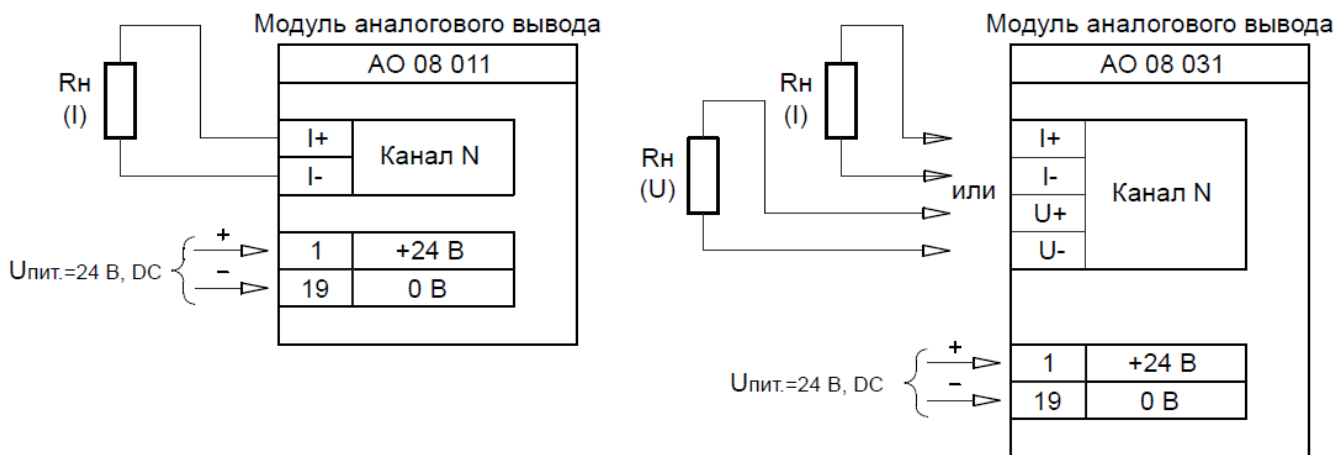 Модуль аналогового вывода
АО 08 011
Rн
(I)
I+
I-
Канал N
+
−
Uпит.=24 В, DC
1
+24 В
19
0 В
Модуль аналогового вывода
АО 08 031
Rн
(I)
Rн
(U)
или
I+
I-
U+
U-
Канал N
+
−
Uпит.=24 В, DC
1
+24 В
19
0 В